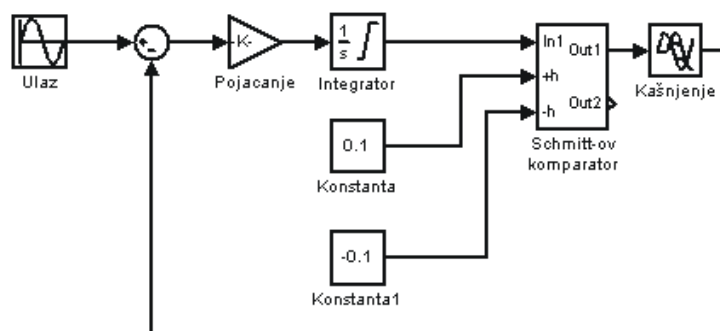 Ulaz
+
-
-K-
Pojacanje
1
s
Integrator
In1
+h
-h
Out1
Out2
Schmitt-ov
komparator
Kašnjenje
0.1
Konstanta
-0.1
Konstanta1